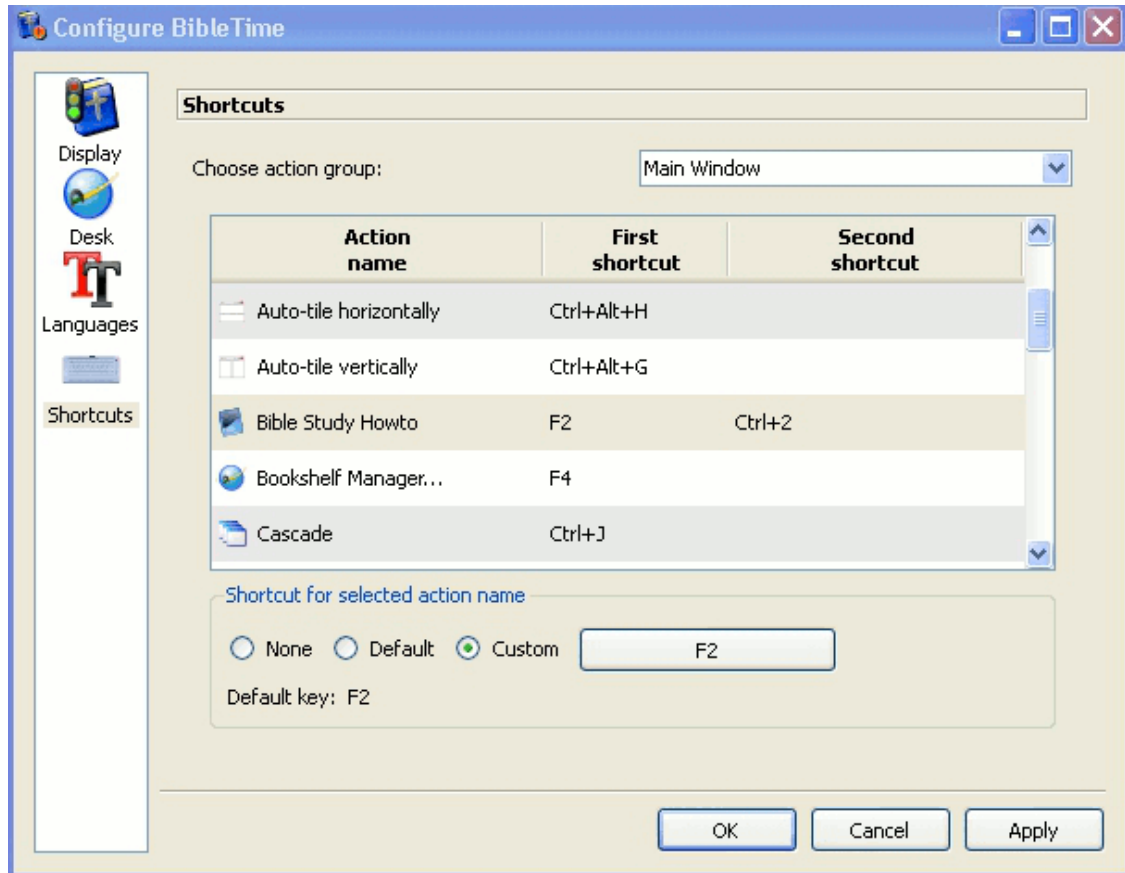 Configure BibleTime
Display
Desk
Languages
Shortcuts
Shortcuts
Choose action group: Main Window
Action name First shortcut Second shortcut
Auto-tile horizontally Ctrl+Alt+H
Auto-tile vertically Ctrl+Alt+G
Bible Study Howto F2 Ctrl+2
Bookshelf Manager... F4
Cascade Ctrl+J
Shortcut for selected action name
None Default Custom F2
Default key: F2
OK Cancel Apply